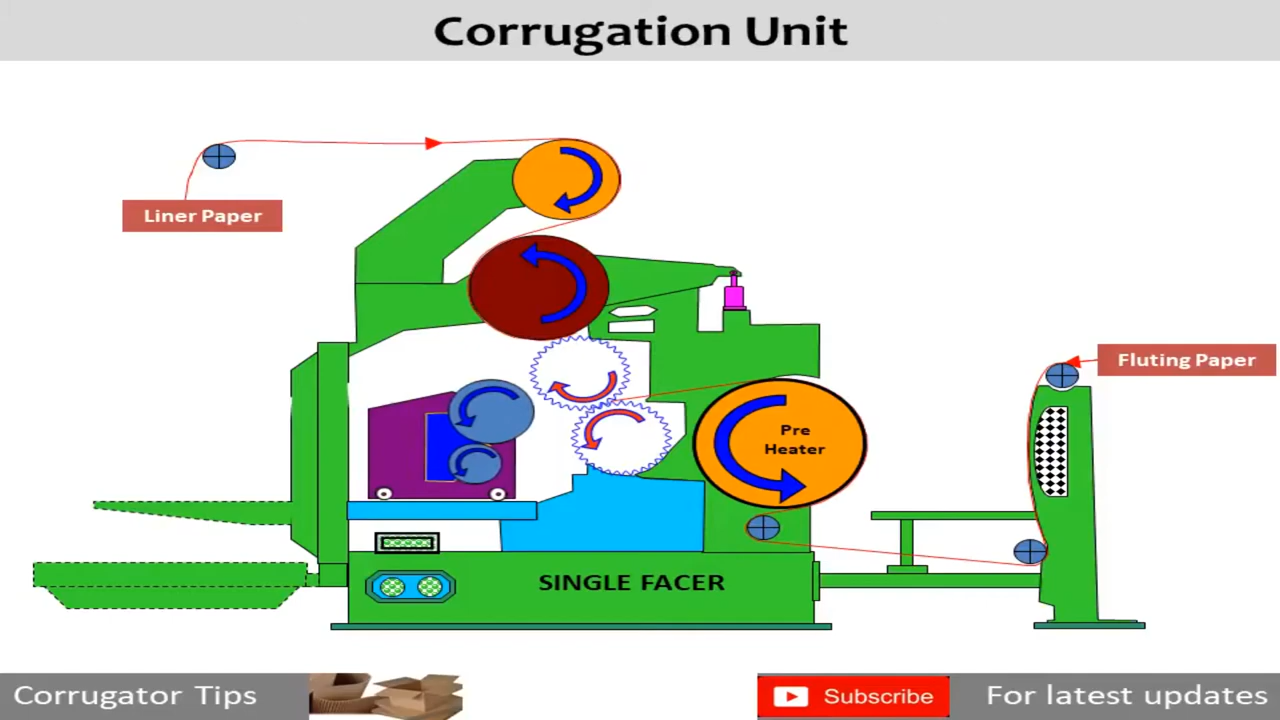 Corrugation Unit
Liner Paper
Fluting Paper
Pre
Heater
SINGLE FACER
Corrugator Tips
Subscribe
For latest updates